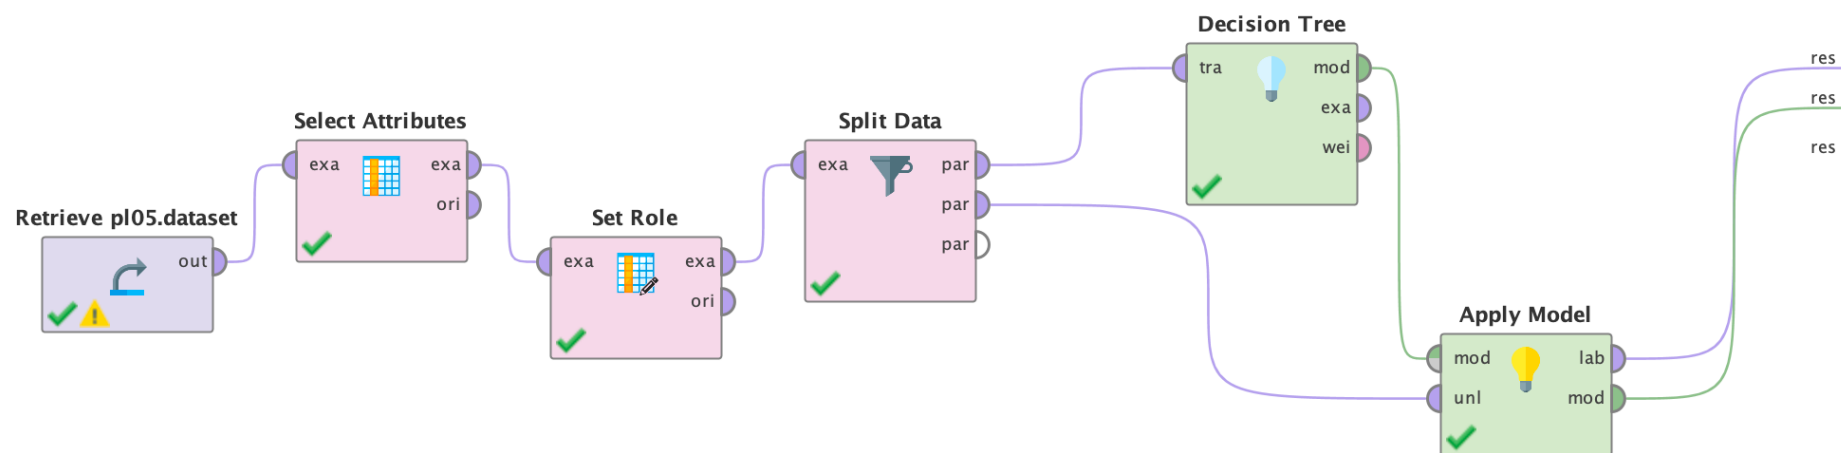 Retrieve pl05.dataset
out
Select Attributes
exa exa
ori
Set Role
exa exa
ori
Split Data
exa par
par
par
Decision Tree
tra mod
exa
wei
Apply Model
mod lab
unl mod
res
res
res